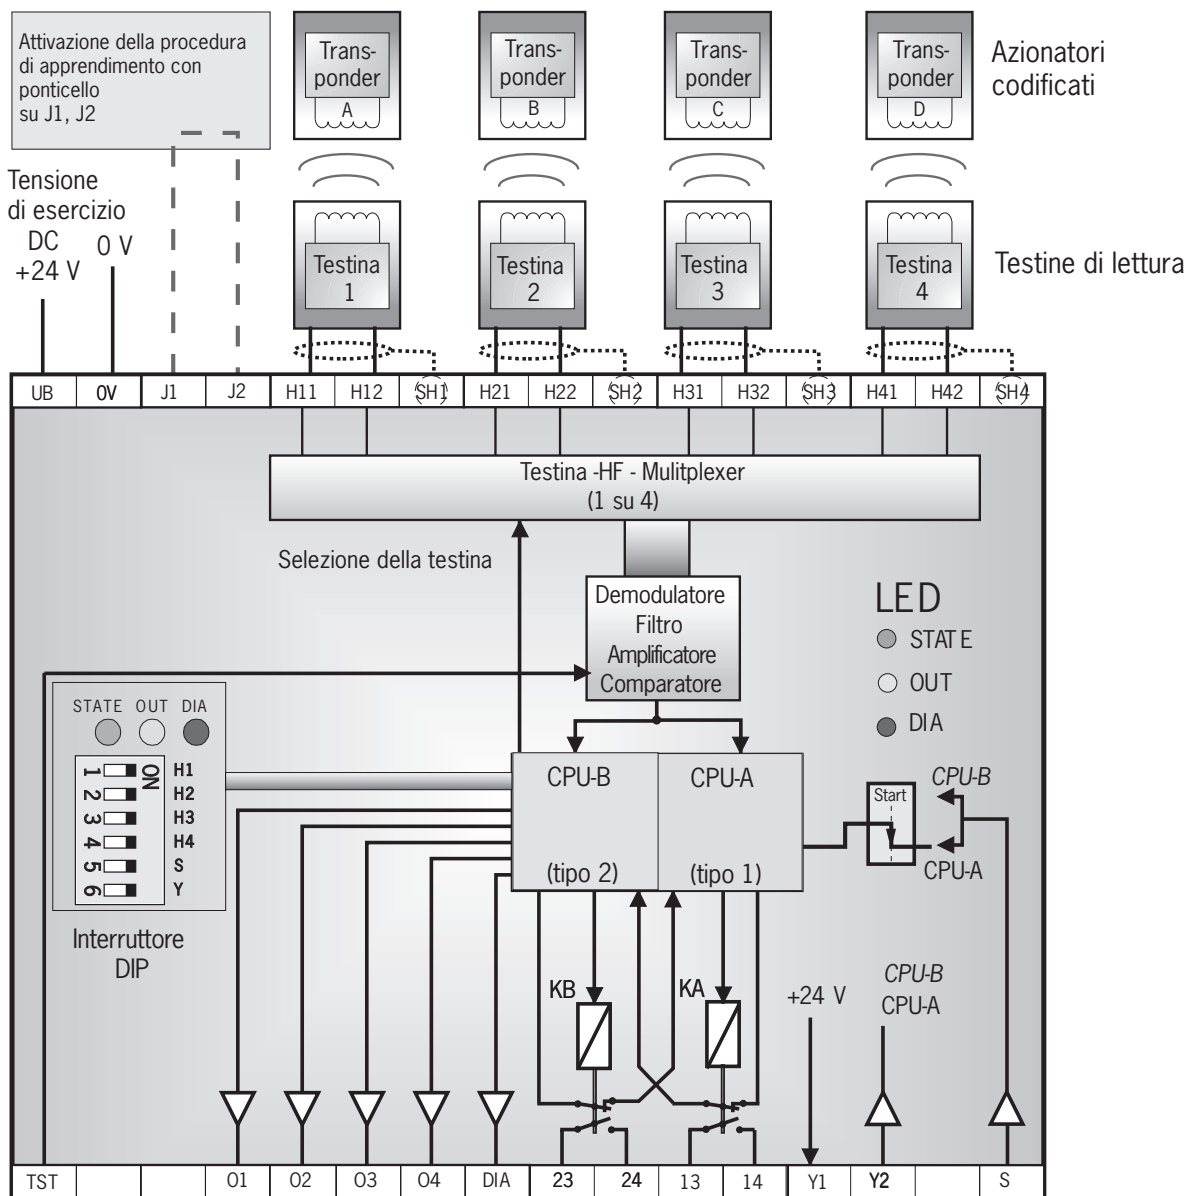 Attivazione della procedura
di apprendimento con
ponticello
su J1, J2
Trans-
ponder
A
Trans-
ponder
B
Trans-
ponder
C
Trans-
ponder
D
Azionatori
codificati
Tensione
di esercizio
DC
+24 V
0 V
Testina
1
Testina
2
Testina
3
Testina
4
Testine di lettura
UB 0V J1 J2 H11 H12 SH1 H21 H22 SH2 H31 H32 SH3 H41 H42 SH4
Testina -HF - Mulitplexer
(1 su 4)
Selezione della testina
Demodulatore
Filtro
Amplificatore
Comparatore
LED
STATE
OUT
DIA
STATE OUT DIA
ON
1 H1
2 H2
3 H3
4 H4
5 S
6 Y
Interruttore
DIP
CPU-B
(tipo 2)
CPU-A
(tipo 1)
Start
CPU-B
CPU-A
KB
KA
+24 V
CPU-B
CPU-A
TST O1 O2 O3 O4 DIA 23 24 13 14 Y1 Y2 S